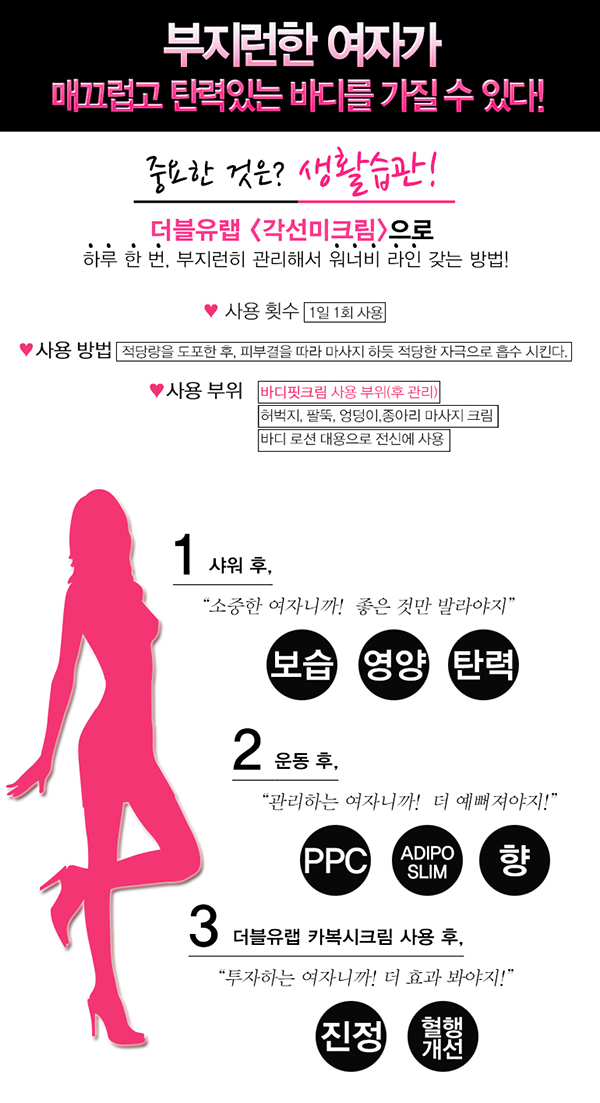 부지런한 여자가
매끄럽고 탄력있는 바디를 가질 수 있다!
중요한 것은? 생활습관!
더블유랩 <각선미크림>으로
하루 한 번, 부지런히 관리해서 워너비 라인 갖는 방법!
♥ 사용 횟수 1일 1회 사용
♥ 사용 방법 적당량을 도포한 후, 피부결을 따라 마사지 하듯 적당한 자극으로 흡수 시킨다.
♥ 사용 부위 바디핏크림 사용 부위(후 관리)
허벅지, 팔뚝, 엉덩이,종아리 마사지 크림
바디 로션 대용으로 전신에 사용
1 샤워 후,
“소중한 여자니까! 좋은 것만 발라야지”
보습 영양 탄력
2 운동 후,
“관리하는 여자니까! 더 예뻐져야지!”
PPC ADIPO SLIM 향
3 더블유랩 카복시크림 사용 후,
“투자하는 여자니까! 더 효과 봐야지!”
진정 혈행 개선